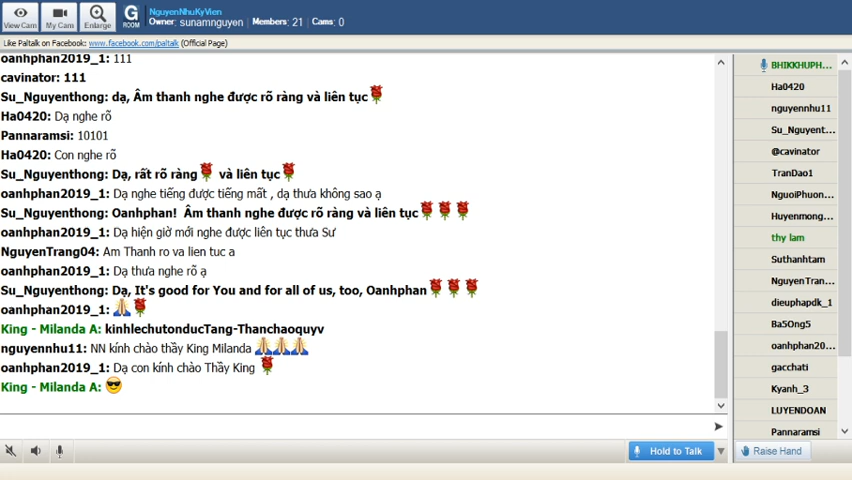 NguyenNhuKyVien
Owner: sunamnguyen Members: 21 Cams: 0
View Cam My Cam Enlarge G ROOM
Like Paltalk on Facebook: www.facebook.com/paltalk (Official Page)
oanhphan2019_1: 111
cavinator: 111
Su_Nguyenthong: dạ, Âm thanh nghe được rõ ràng và liên tục
Ha0420: Dạ nghe rõ
Pannaramsi: 10101
Ha0420: Con nghe rõ
Su_Nguyenthong: Dạ, rất rõ ràng và liên tục
oanhphan2019_1: Dạ nghe tiếng được tiếng mất , dạ thưa không sao ạ
Su_Nguyenthong: Oanhphan! Âm thanh nghe được rõ ràng và liên tục
oanhphan2019_1: Dạ hiện giờ mới nghe được liên tục thưa Sư
NguyenTrang04: Am Thanh ro va lien tuc a
oanhphan2019_1: Dạ thưa nghe rõ ạ
Su_Nguyenthong: Dạ, It's good for You and for all of us, too, Oanhphan
oanhphan2019_1:
King - Milanda A: kinhlechutonducTang-Thanchaoquyv
nguyennhu11: NN kính chào thầy King Milanda
oanhphan2019_1: Dạ con kính chào Thầy King
King - Milanda A:
BHIKKHUPH...
Ha0420
nguyennhu11
Su_Nguyent...
@cavinator
TranDao1
NguoiPhuon...
Huyenmong...
thy lam
Suthanhtam
NguyenTran...
dieuphapdk_1
Ba5Ong5
oanhphan20...
gacchati
Kyanh_3
LUYENDOAN
Pannaramsi
Hold to Talk
Raise Hand